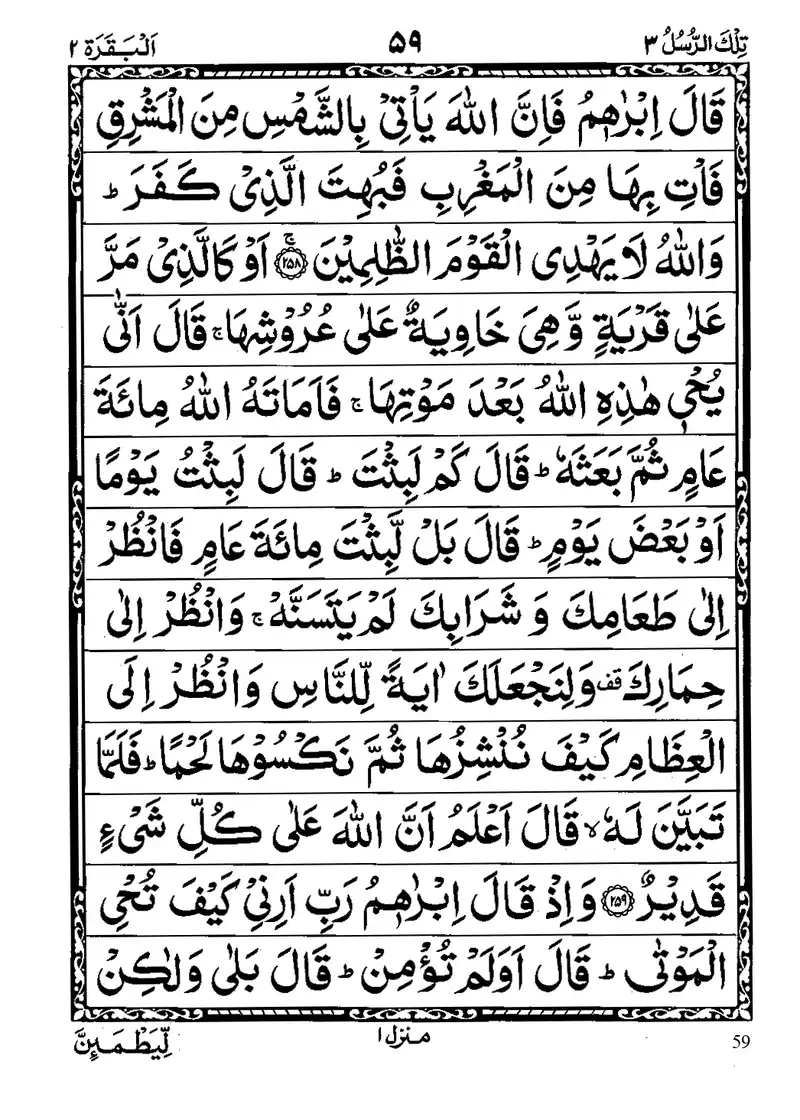 تِلْكَ الرُّسُلُ ٣ ٥٩ اَلْبَقَرَة ٢
قَالَ اِبْرٰهٖمُ فَاِنَّ اللّٰهَ يَاْتِىْ بِالشَّمْسِ مِنَ الْمَشْرِقِ
فَاْتِ بِهَا مِنَ الْمَغْرِبِ فَبُهِتَ الَّذِىْ كَفَرَ ؕ
وَاللّٰهُ لَا يَهْدِى الْقَوْمَ الظّٰلِمِيْنَ ۚ ﴿۲۵۸﴾ اَوْ كَالَّذِىْ مَرَّ
عَلٰى قَرْيَةٍ وَّهِىَ خَاوِيَةٌ عَلٰى عُرُوْشِهَا ۚ قَالَ اَنّٰى
يُحْىٖ هٰذِهِ اللّٰهُ بَعْدَ مَوْتِهَا ۚ فَاَمَاتَهُ اللّٰهُ مِائَةَ
عَامٍ ثُمَّ بَعَثَهٗ ؕ قَالَ كَمْ لَبِثْتَ ؕ قَالَ لَبِثْتُ يَوْمًا
اَوْ بَعْضَ يَوْمٍ ؕ قَالَ بَلْ لَّبِثْتَ مِائَةَ عَامٍ فَانْظُرْ
اِلٰى طَعَامِكَ وَ شَرَابِكَ لَمْ يَتَسَنَّهْ ۚ وَانْظُرْ اِلٰى
حِمَارِكَ قف وَلِنَجْعَلَكَ اٰيَةً لِّلنَّاسِ وَانْظُرْ اِلَى
الْعِظَامِ كَيْفَ نُنْشِزُهَا ثُمَّ نَكْسُوْهَا لَحْمًا ؕ فَلَمَّا
تَبَيَّنَ لَهٗ ۙ قَالَ اَعْلَمُ اَنَّ اللّٰهَ عَلٰى كُلِّ شَىْءٍ
قَدِيْرٌ ﴿۲۵۹﴾ وَاِذْ قَالَ اِبْرٰهٖمُ رَبِّ اَرِنِىْ كَيْفَ تُحْىِ
الْمَوْتٰى ؕ قَالَ اَوَلَمْ تُؤْمِنْ ؕ قَالَ بَلٰى وَلٰكِنْ
لِّيَطْمَئِنَّ منزل ١ 59